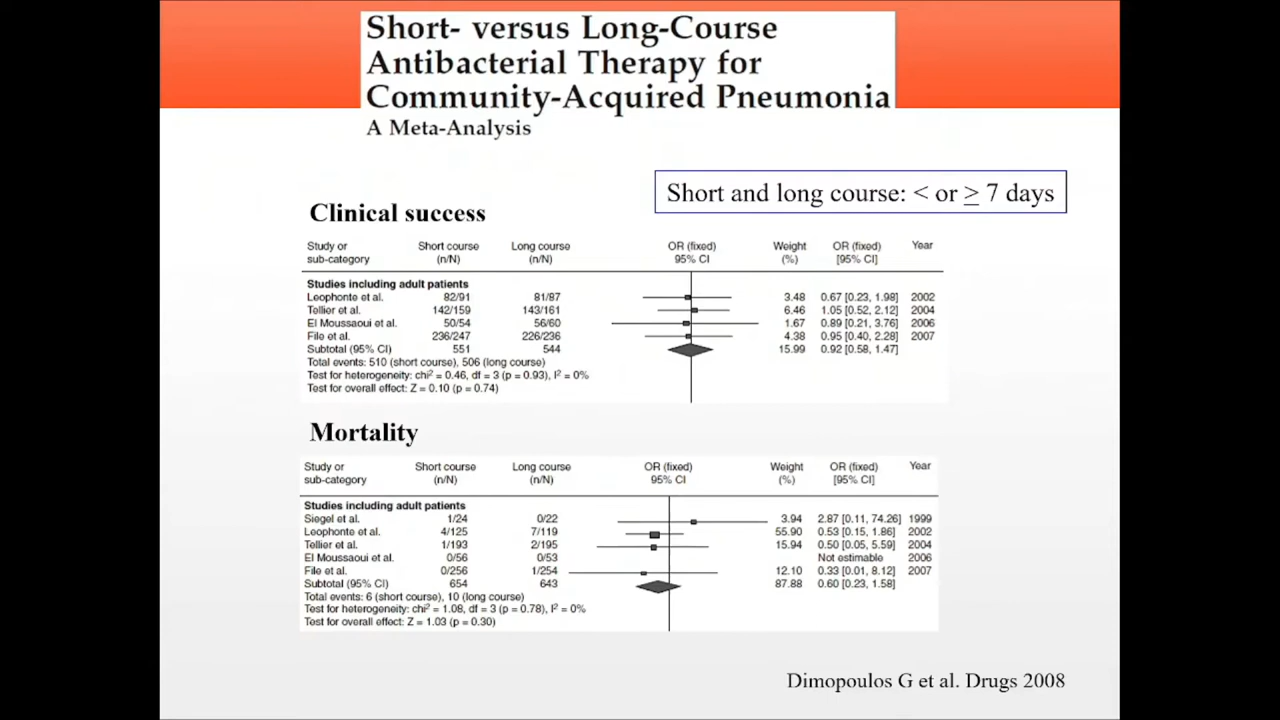 Short- versus Long-Course
Antibacterial Therapy for
Community-Acquired Pneumonia
A Meta-Analysis
Short and long course: < or ≥ 7 days
Clinical success
Study or sub-category Short course (n/N) Long course (n/N) OR (fixed) 95% CI Weight (%) OR (fixed) [95% CI] Year
Studies including adult patients
Leophonte et al. 82/91 81/87 3.48 0.67 [0.23, 1.98] 2002
Tellier et al. 142/159 143/161 6.46 1.05 [0.52, 2.12] 2004
El Moussaoui et al. 50/54 56/60 1.67 0.89 [0.21, 3.76] 2006
File et al. 236/247 226/236 4.38 0.95 [0.40, 2.28] 2007
Subtotal (95% CI) 551 544 15.99 0.92 [0.58, 1.47]
Total events: 510 (short course), 506 (long course)
Test for heterogeneity: chi² = 0.46, df = 3 (p = 0.93), I² = 0%
Test for overall effect: Z = 0.10 (p = 0.74)
Mortality
Study or sub-category Short course (n/N) Long course (n/N) OR (fixed) 95% CI Weight (%) OR (fixed) [95% CI] Year
Studies including adult patients
Siegel et al. 1/24 0/22 3.94 2.87 [0.11, 74.26] 1999
Leophonte et al. 4/125 7/119 55.90 0.53 [0.15, 1.86] 2002
Tellier et al. 1/193 2/195 15.94 0.50 [0.05, 5.59] 2004
El Moussaoui et al. 0/56 0/53 Not estimable 2006
File et al. 0/256 1/254 12.10 0.33 [0.01, 8.12] 2007
Subtotal (95% CI) 654 643 87.88 0.60 [0.23, 1.58]
Total events: 6 (short course), 10 (long course)
Test for heterogeneity: chi² = 1.08, df = 3 (p = 0.78), I² = 0%
Test for overall effect: Z = 1.03 (p = 0.30)
Dimopoulos G et al. Drugs 2008